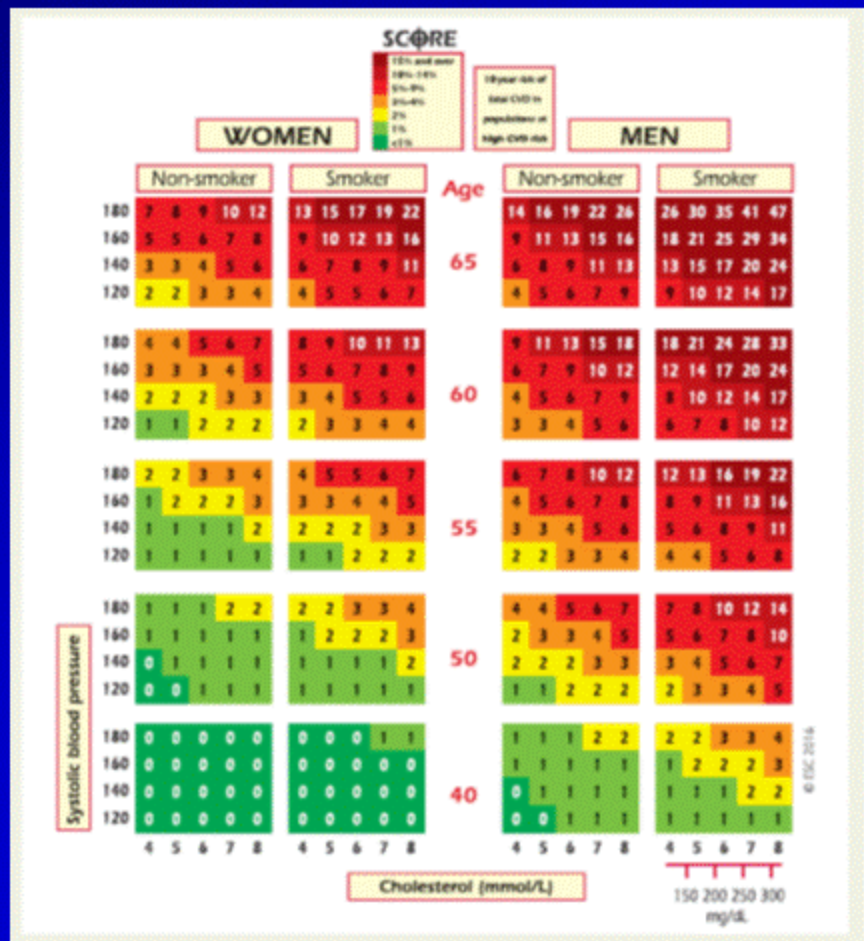 SCORE
15% and over
10%–14%
5%–9%
3%–4%
2%
1%
<1%
10-year risk of
fatal CVD in
populations at
high CVD risk
WOMEN MEN
Non-smoker Smoker Age Non-smoker Smoker
180 7 8 9 10 12 13 15 17 19 22 14 16 19 22 26 26 30 35 41 47
160 5 5 6 7 8 9 10 12 13 16 9 11 13 15 16 18 21 25 29 34
65
140 3 3 4 5 6 6 7 8 9 11 6 8 9 11 13 13 15 17 20 24
120 2 2 3 3 4 4 5 5 6 7 4 5 6 7 9 9 10 12 14 17
180 4 4 5 6 7 8 9 10 11 13 9 11 13 15 18 18 21 24 28 33
160 3 3 3 4 5 5 6 7 8 9 6 7 9 10 12 12 14 17 20 24
60
140 2 2 2 3 3 3 4 5 5 6 4 5 6 7 9 8 10 12 14 17
120 1 1 2 2 2 2 3 3 4 4 3 3 4 5 6 6 7 8 10 12
180 2 2 3 3 4 4 5 5 6 7 6 7 8 10 12 12 13 16 19 22
160 1 2 2 2 3 3 3 4 4 5 4 5 6 7 8 8 9 11 13 16
55
140 1 1 1 1 2 2 2 2 3 3 3 3 4 5 6 5 6 8 9 11
120 1 1 1 1 1 1 1 2 2 2 2 2 3 3 4 4 4 5 6 8
180 1 1 1 2 2 2 2 3 3 4 4 4 5 6 7 7 8 10 12 14
160 1 1 1 1 1 1 2 2 2 3 2 3 3 4 5 5 6 7 8 10
50
140 0 1 1 1 1 1 1 1 1 2 2 2 2 3 3 3 4 5 6 7
120 0 0 1 1 1 1 1 1 1 1 1 1 2 2 2 2 3 3 4 5
180 0 0 0 0 0 0 0 0 1 1 1 1 1 2 2 2 2 3 3 4
160 0 0 0 0 0 0 0 0 0 0 1 1 1 1 1 1 2 2 2 3
40
140 0 0 0 0 0 0 0 0 0 0 0 1 1 1 1 1 1 1 2 2
120 0 0 0 0 0 0 0 0 0 0 0 0 1 1 1 1 1 1 1 1
4 5 6 7 8 4 5 6 7 8 4 5 6 7 8 4 5 6 7 8
Systolic blood pressure
© ESC 2016
Cholesterol (mmol/L)
150 200 250 300
mg/dL